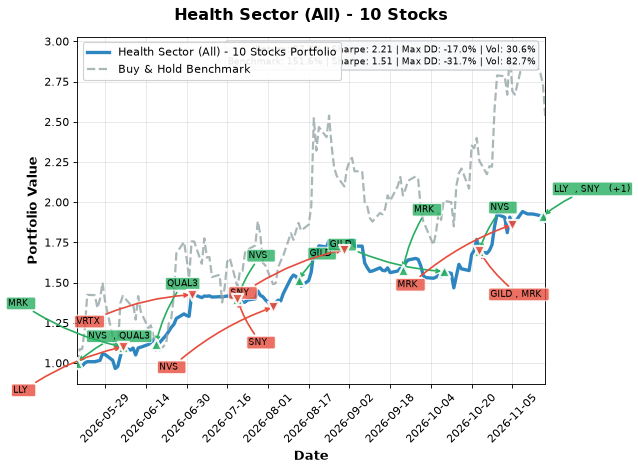 Health Sector (All) - 10 Stocks
Health Sector (All) - 10 Stocks Portfolio
Buy & Hold Benchmark
Sharpe: 2.21 | Max DD: -17.0% | Vol: 30.6%
Benchmark: 151.6% | Sharpe: 1.51 | Max DD: -31.7% | Vol: 82.7%
Portfolio Value
3.00
2.75
2.50
2.25
2.00
1.75
1.50
1.25
1.00
LLY , SNY (+1)
MRK
NVS
GILD
GILD
NVS
QUAL3
SNY
MRK
GILD , MRK
MRK
VRTX
NVS , QUAL3
SNY
NVS
LLY
2026-05-29
2026-06-14
2026-06-30
2026-07-16
2026-08-01
2026-08-17
2026-09-02
2026-09-18
2026-10-04
2026-10-20
2026-11-05
Date